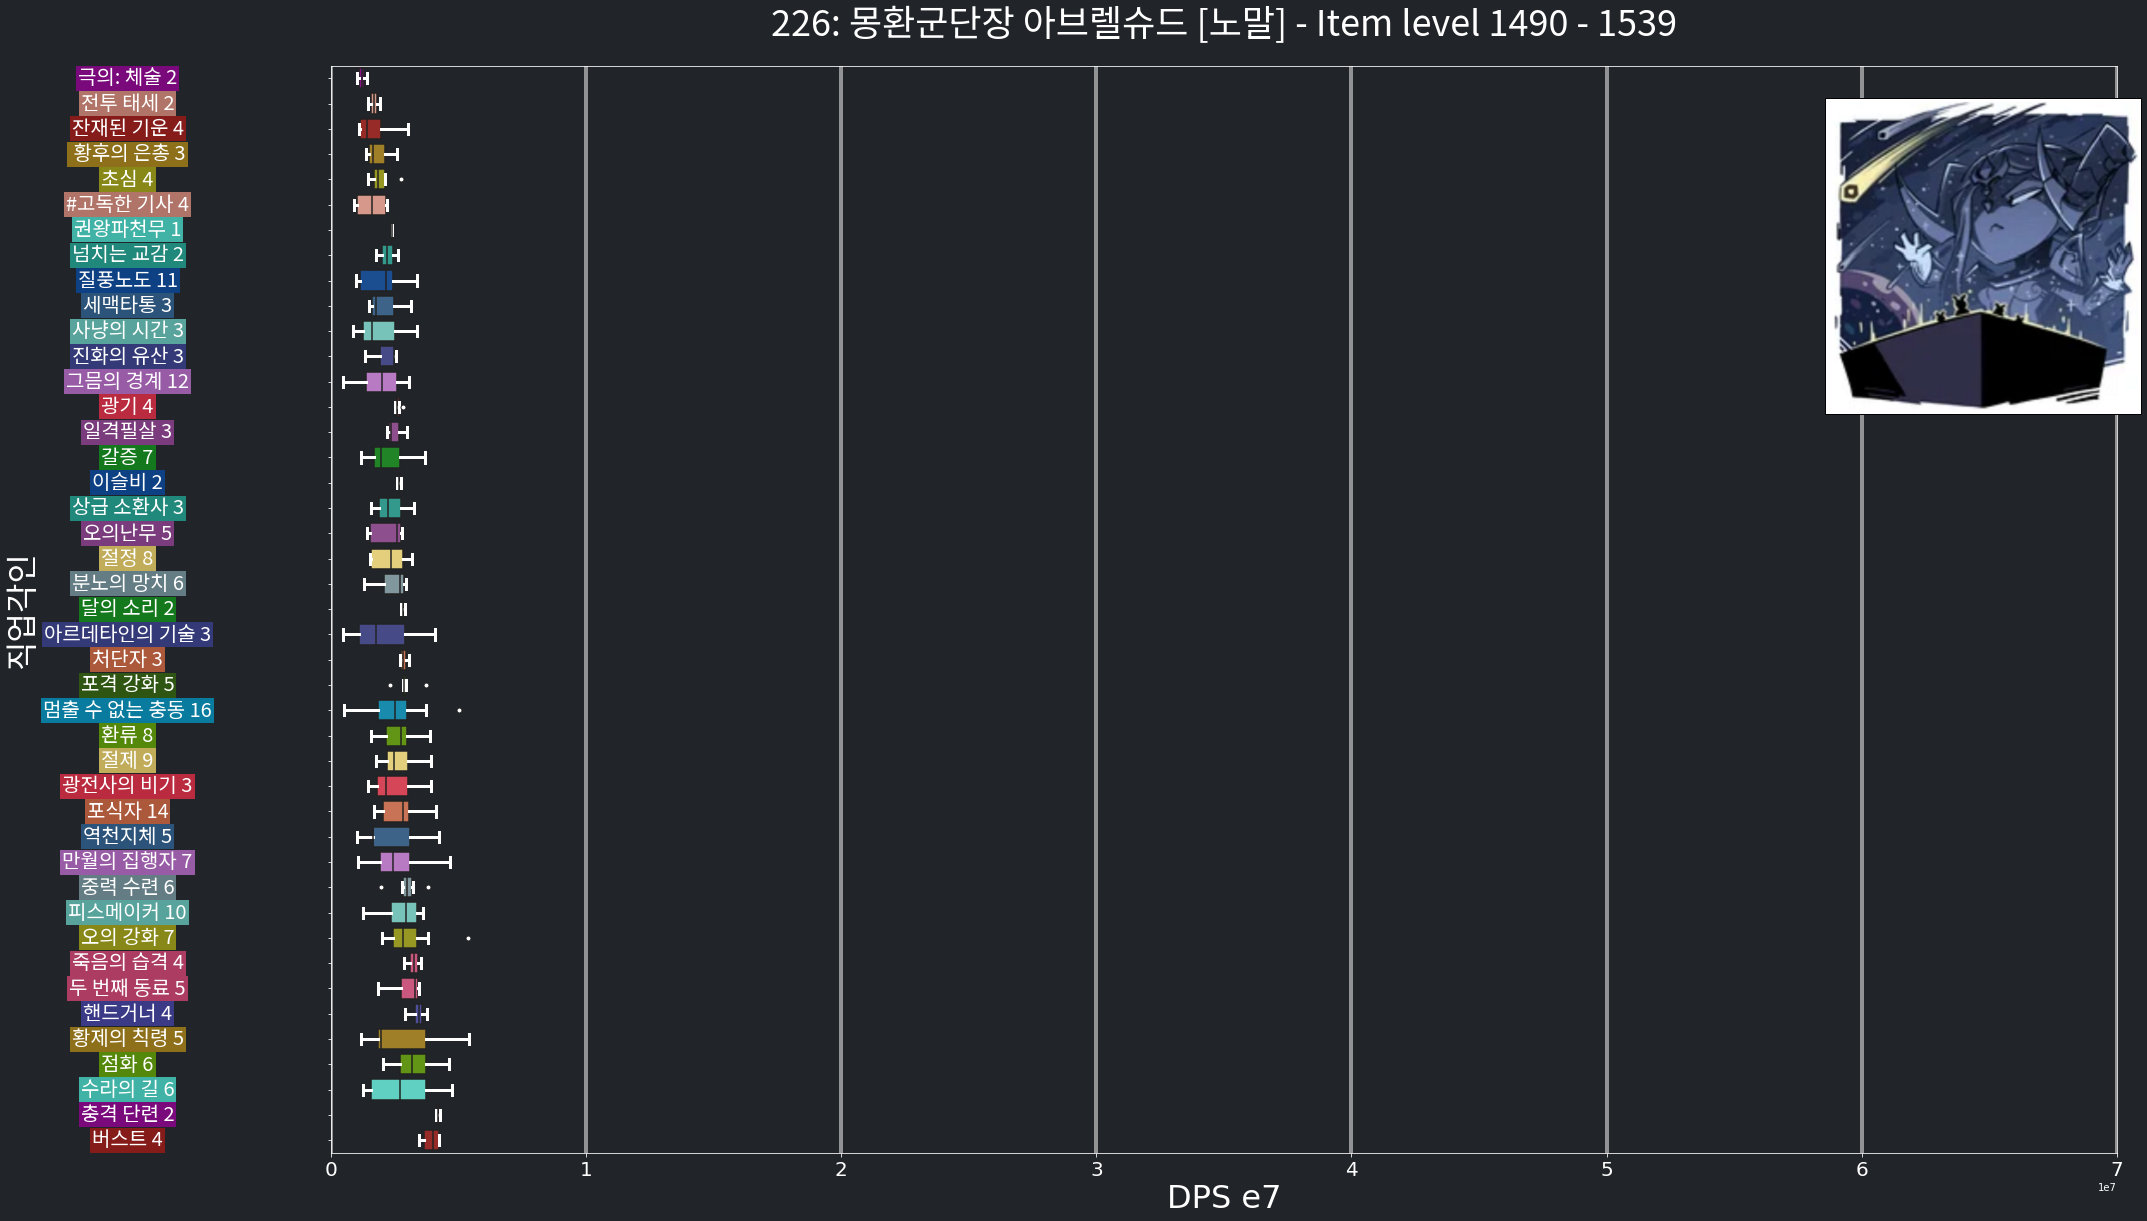 226: 몽환군단장 아브렐슈드 [노말] - Item level 1490 - 1539
직업각인
극의: 체술 2
전투 태세 2
잔재된 기운 4
황후의 은총 3
초심 4
#고독한 기사 4
권왕파천무 1
넘치는 교감 2
질풍노도 11
세맥타통 3
사냥의 시간 3
진화의 유산 3
그믐의 경계 12
광기 4
일격필살 3
갈증 7
이슬비 2
상급 소환사 3
오의난무 5
절정 8
분노의 망치 6
달의 소리 2
아르데타인의 기술 3
처단자 3
포격 강화 5
멈출 수 없는 충동 16
환류 8
절제 9
광전사의 비기 3
포식자 14
역천지체 5
만월의 집행자 7
중력 수련 6
피스메이커 10
오의 강화 7
죽음의 습격 4
두 번째 동료 5
핸드거너 4
황제의 칙령 5
점화 6
수라의 길 6
충격 단련 2
버스트 4
0 1 2 3 4 5 6 7
1e7
DPS e7